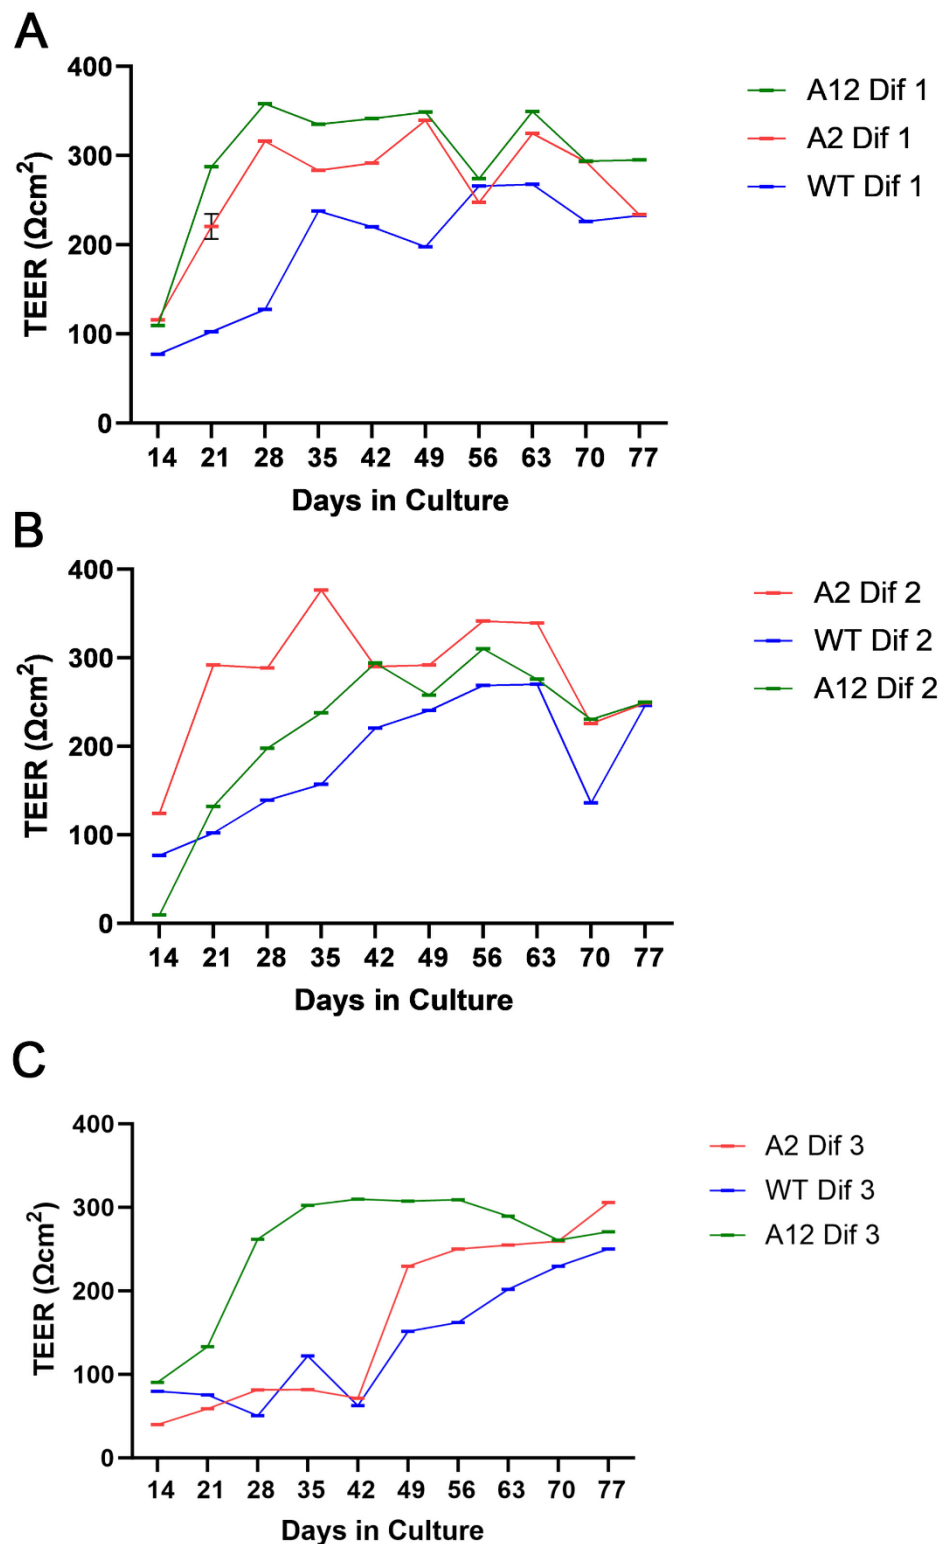 A
TEER (Ωcm²)
400
300
200
100
0
14 21 28 35 42 49 56 63 70 77
Days in Culture
A12 Dif 1
A2 Dif 1
WT Dif 1
B
TEER (Ωcm²)
400
300
200
100
0
14 21 28 35 42 49 56 63 70 77
Days in Culture
A2 Dif 2
WT Dif 2
A12 Dif 2
C
TEER (Ωcm²)
400
300
200
100
0
14 21 28 35 42 49 56 63 70 77
Days in Culture
A2 Dif 3
WT Dif 3
A12 Dif 3